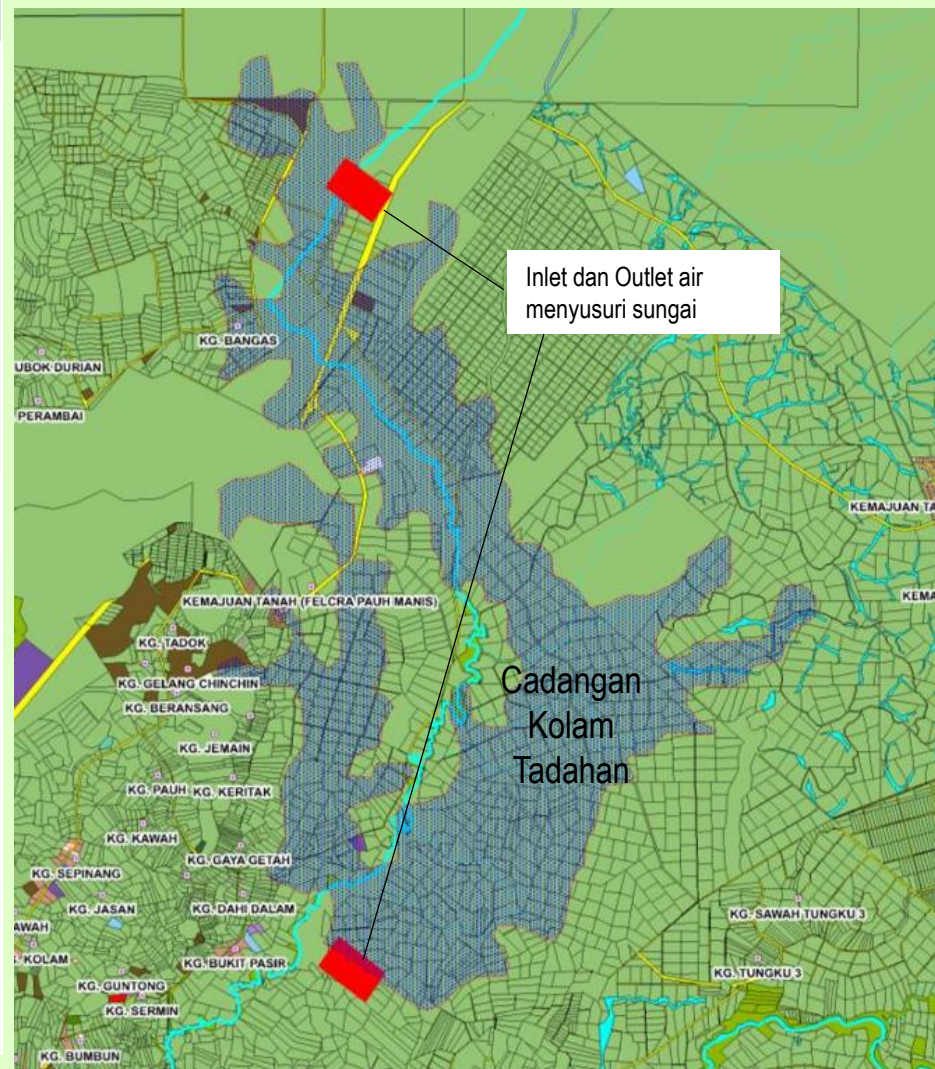 Inlet dan Outlet air
menyusuri sungai
KG. BANGAS
UBOK DURIAN
PERAMBAI
KEMAJUAN TA
KEMAJUAN TANAH (FELCRA PAUH MANIS)
KEMA
KG. TADOK
KG. GELANG CHINCHIN
KG. BERANSANG
Cadangan
Kolam
Tadahan
KG. JEMAIN
KG. PAUH
KG. KERITAK
KG. KAWAH
KG. GAYA GETAH
KG. SEPINANG
KG. JASAN
KG. DAHI DALAM
KG. SAWAH TUNGKU 3
AWAH
KG. BUKIT PASIR
G. KOLAM
KG. TUNGKU 3
KG. GUNTONG
KG. SERMIN
KG. BUMBUN